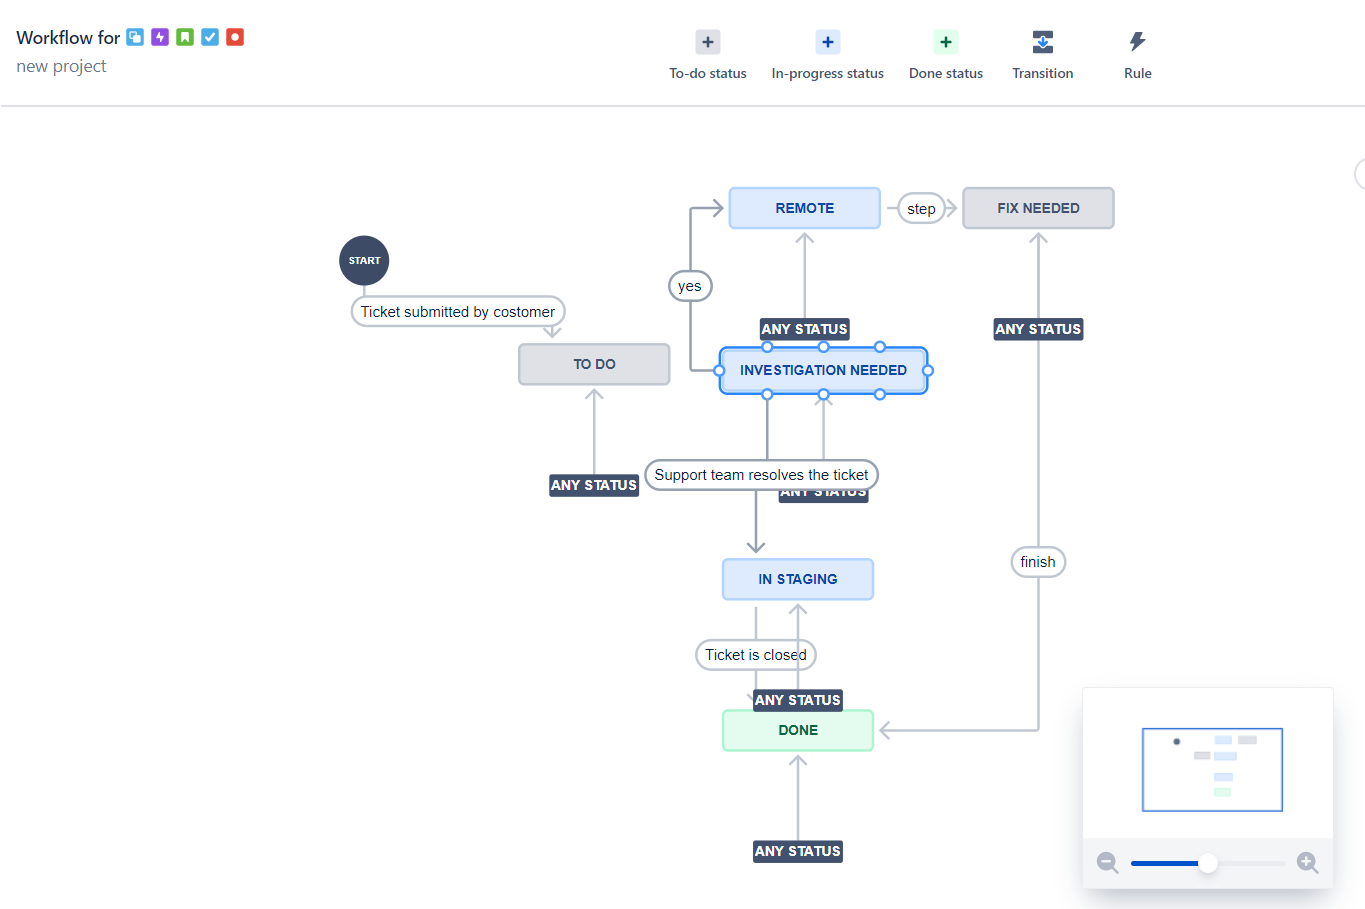 Workflow for
new project
To-do status
In-progress status
Done status
Transition
Rule
REMOTE
step
FIX NEEDED
START
yes
Ticket submitted by costomer
ANY STATUS
ANY STATUS
TO DO
INVESTIGATION NEEDED
ANY STATUS
Support team resolves the ticket
ANY STATUS
finish
IN STAGING
Ticket is closed
ANY STATUS
DONE
ANY STATUS